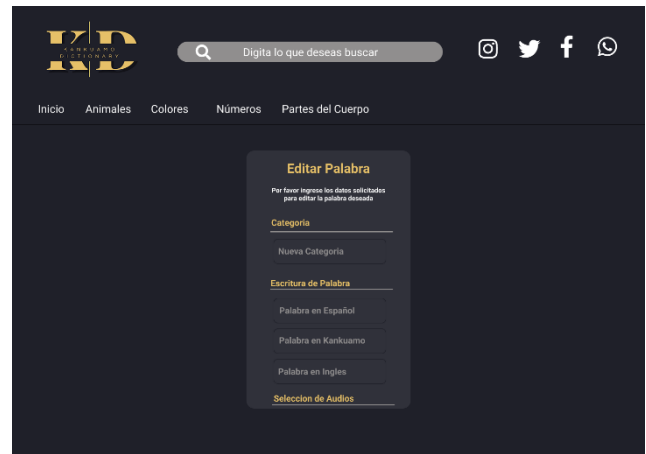 KD
KANKUAMO
DICTIONARY
Digita lo que deseas buscar
Inicio Animales Colores Números Partes del Cuerpo
Editar Palabra
Por favor ingrese los datos solicitados
para editar la palabra deseada
Categoria
Nueva Categoria
Escritura de Palabra
Palabra en Español
Palabra en Kankuamo
Palabra en Ingles
Seleccion de Audios